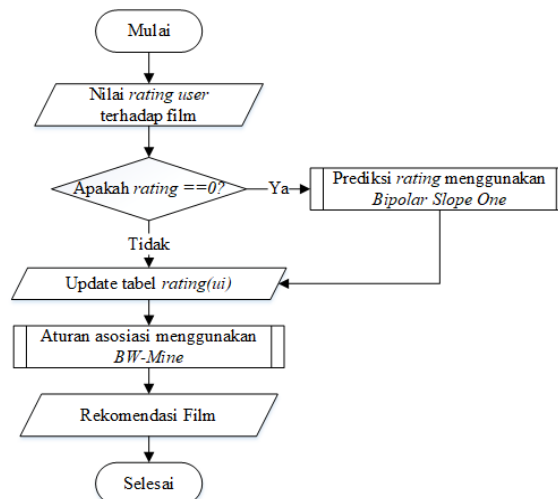 Mulai
Nilai rating user
terhadap film
Apakah rating ==0?
Ya
Prediksi rating menggunakan
Bipolar Slope One
Tidak
Update tabel rating(ui)
Aturan asosiasi menggunakan
BW-Mine
Rekomendasi Film
Selesai